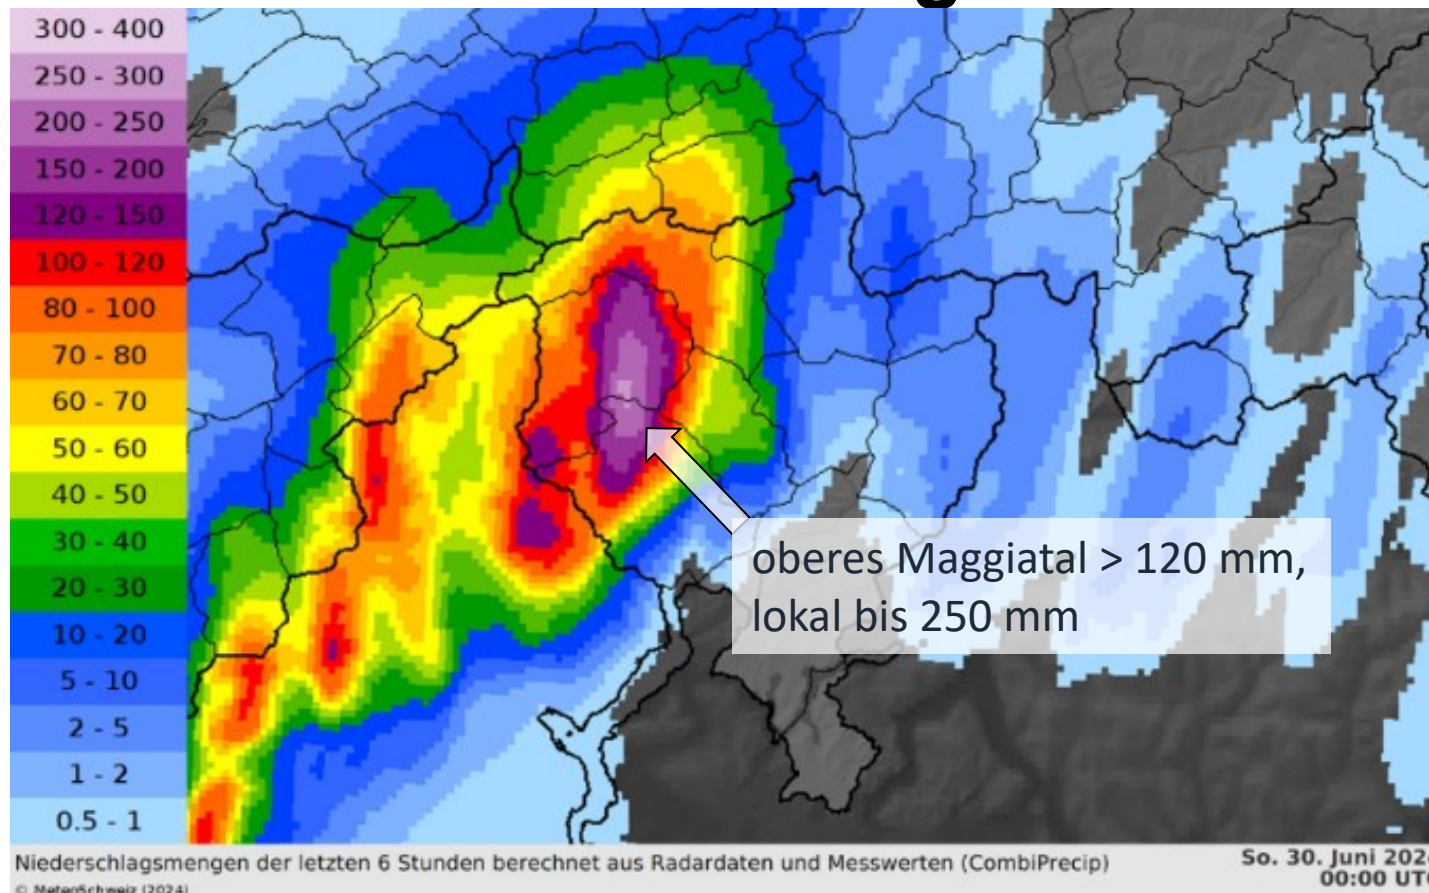 300 - 400
250 - 300
200 - 250
150 - 200
120 - 150
100 - 120
80 - 100
70 - 80
60 - 70
50 - 60
40 - 50
30 - 40
20 - 30
10 - 20
5 - 10
2 - 5
1 - 2
0.5 - 1
oberes Maggiatal > 120 mm,
lokal bis 250 mm
Niederschlagsmengen der letzten 6 Stunden berechnet aus Radardaten und Messwerten (CombiPrecip)
So. 30. Juni 202
00:00 UT
© MeteoSchweiz (2024)